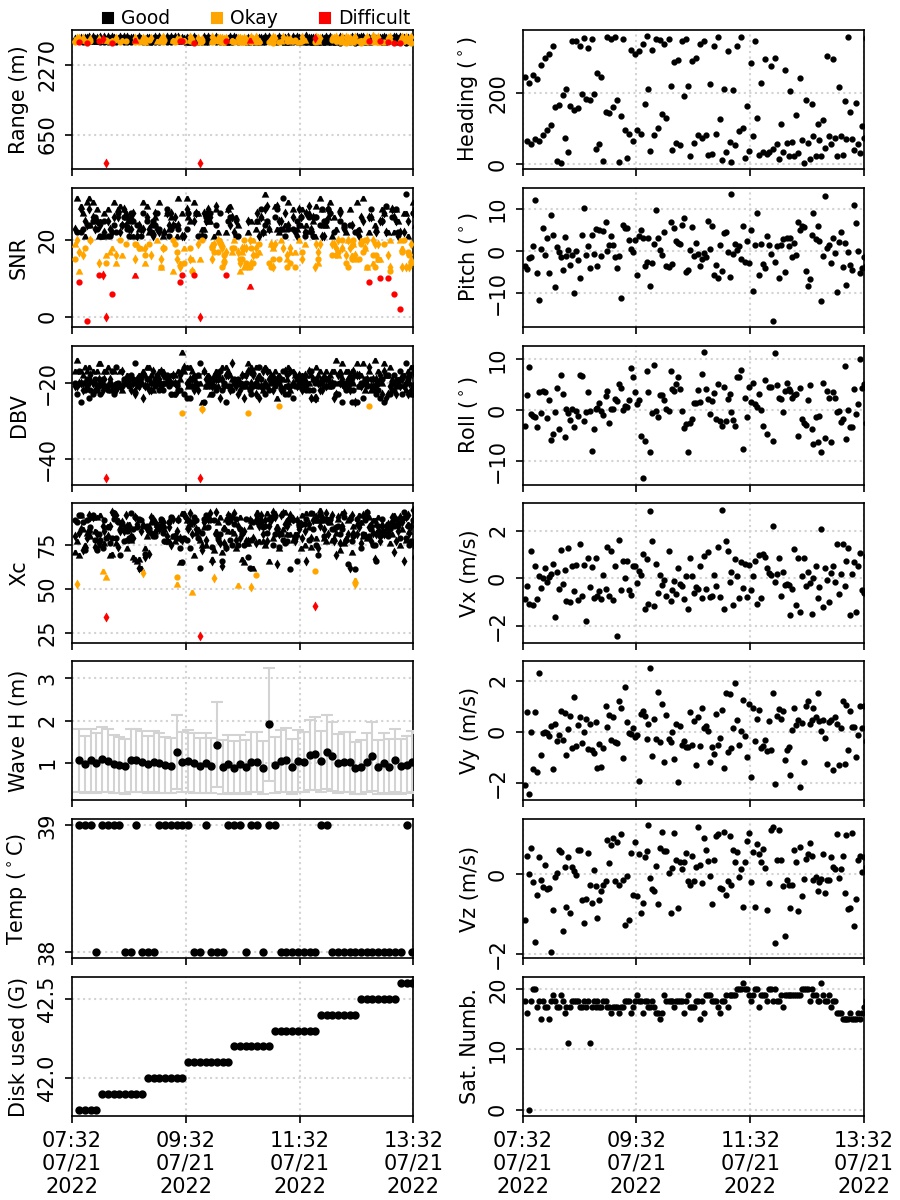 Good Okay Difficult
Range (m)
2270
650
Heading (°)
200
0
SNR
20
0
Pitch (°)
10
0
−10
DBV
−20
−40
Roll (°)
10
0
−10
Xc
75
50
25
Vx (m/s)
2
0
−2
Wave H (m)
3
2
1
Vy (m/s)
2
0
−2
Temp (°C)
39
38
Vz (m/s)
0
−2
Disk used (G)
42.5
42.0
Sat. Numb.
20
10
0
07:32 09:32 11:32 13:32 07:32 09:32 11:32 13:32
07/21 07/21 07/21 07/21 07/21 07/21 07/21 07/21
2022 2022 2022 2022 2022 2022 2022 2022